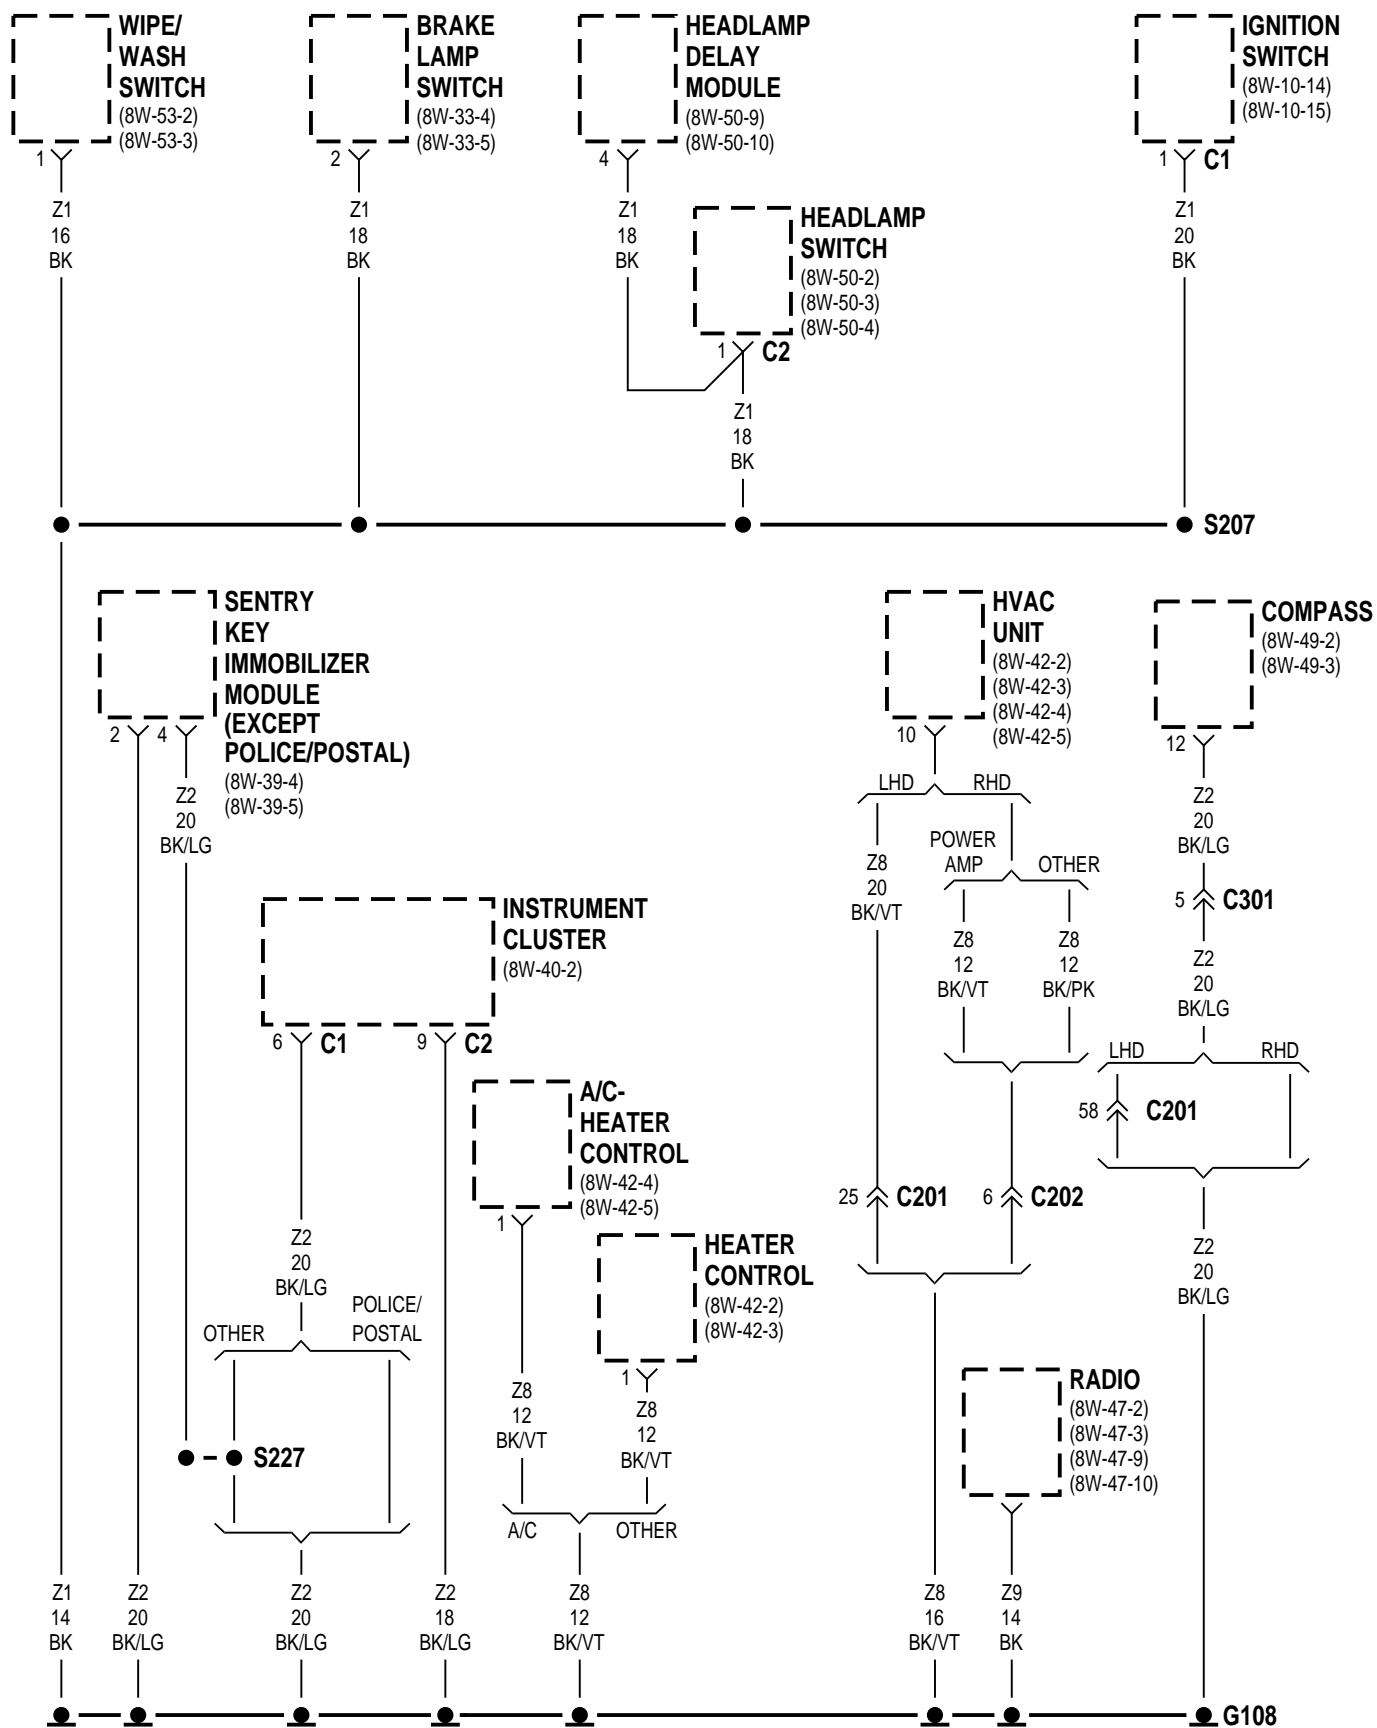 WIPE/
WASH
SWITCH
(8W-53-2)
(8W-53-3)
1
Z1
16
BK
BRAKE
LAMP
SWITCH
(8W-33-4)
(8W-33-5)
2
Z1
18
BK
HEADLAMP
DELAY
MODULE
(8W-50-9)
(8W-50-10)
4
Z1
18
BK
HEADLAMP
SWITCH
(8W-50-2)
(8W-50-3)
(8W-50-4)
1 C2
Z1
18
BK
IGNITION
SWITCH
(8W-10-14)
(8W-10-15)
1 C1
Z1
20
BK
S207
SENTRY
KEY
IMMOBILIZER
MODULE
(EXCEPT
POLICE/POSTAL)
(8W-39-4)
(8W-39-5)
2 4
Z2
20
BK/LG
INSTRUMENT
CLUSTER
(8W-40-2)
6 C1
9 C2
Z2
20
BK/LG
OTHER
POLICE/
POSTAL
S227
A/C-
HEATER
CONTROL
(8W-42-4)
(8W-42-5)
1
Z8
12
BK/VT
HEATER
CONTROL
(8W-42-2)
(8W-42-3)
1
Z8
12
BK/VT
A/C OTHER
HVAC
UNIT
(8W-42-2)
(8W-42-3)
(8W-42-4)
(8W-42-5)
10
LHD RHD
Z8
20
BK/VT
POWER
AMP OTHER
Z8
12
BK/VT
Z8
12
BK/PK
25 C201
6 C202
COMPASS
(8W-49-2)
(8W-49-3)
12
Z2
20
BK/LG
5 C301
Z2
20
BK/LG
LHD RHD
58 C201
Z2
20
BK/LG
RADIO
(8W-47-2)
(8W-47-3)
(8W-47-9)
(8W-47-10)
Z1
14
BK
Z2
20
BK/LG
Z2
20
BK/LG
Z2
18
BK/LG
Z8
12
BK/VT
Z8
16
BK/VT
Z9
14
BK
G108